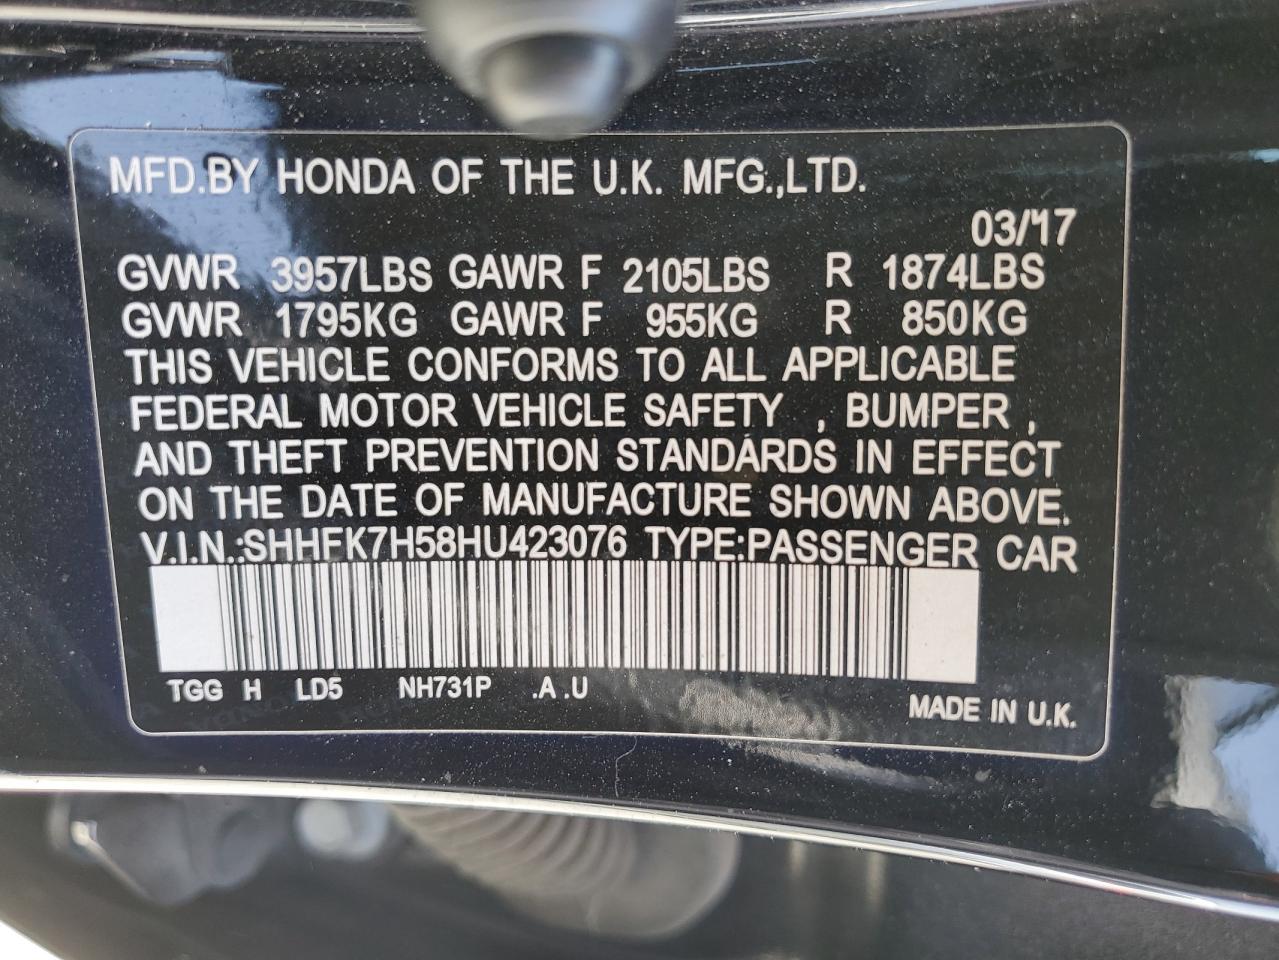 MFD.BY HONDA OF THE U.K. MFG.,LTD.
03/17
GVWR 3957LBS GAWR F 2105LBS R 1874LBS
GVWR 1795KG GAWR F 955KG R 850KG
THIS VEHICLE CONFORMS TO ALL APPLICABLE
FEDERAL MOTOR VEHICLE SAFETY , BUMPER ,
AND THEFT PREVENTION STANDARDS IN EFFECT
ON THE DATE OF MANUFACTURE SHOWN ABOVE.
V.I.N.:SHHFK7H58HU423076 TYPE:PASSENGER CAR
TGG H LD5 NH731P .A .U
MADE IN U.K.